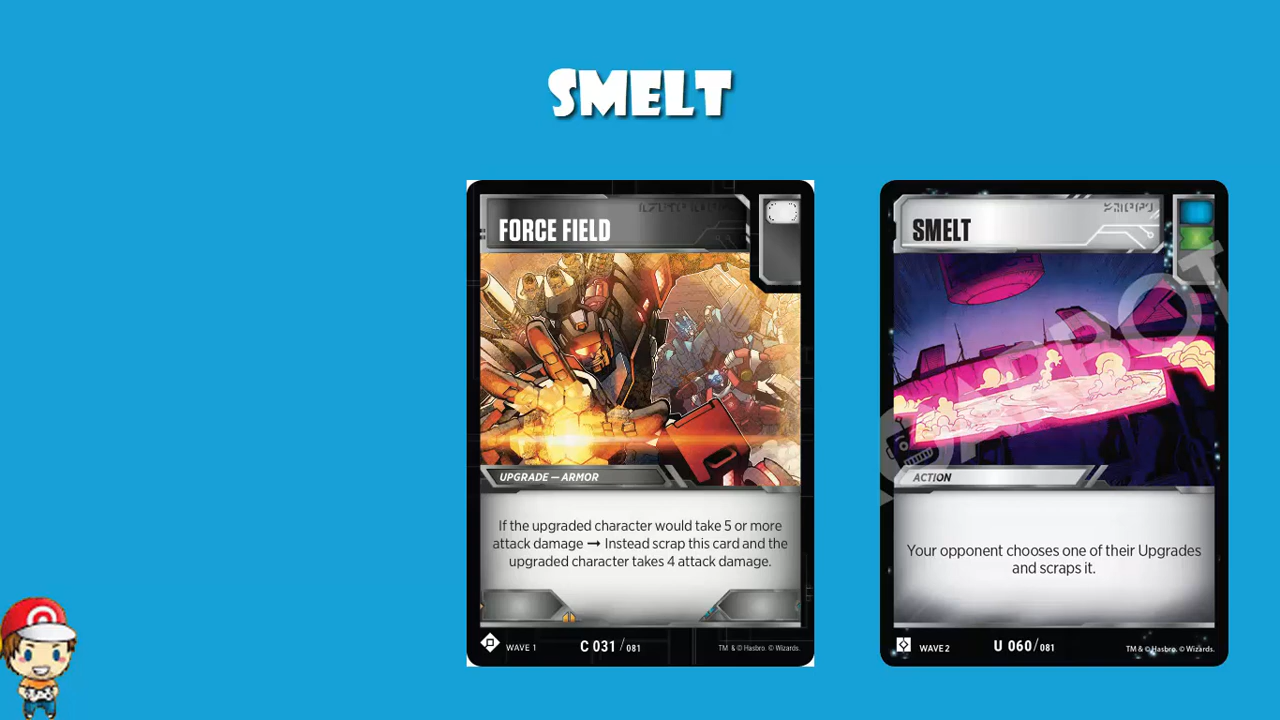 SMELT
FORCE FIELD
UPGRADE — ARMOR
If the upgraded character would take 5 or more
attack damage → Instead scrap this card and the
upgraded character takes 4 attack damage.
WAVE 1
C 031/081
TM & © Hasbro. © Wizards.
SMELT
ACTION
Your opponent chooses one of their Upgrades
and scraps it.
WAVE 2
U 060/081
TM & © Hasbro. © Wizards.